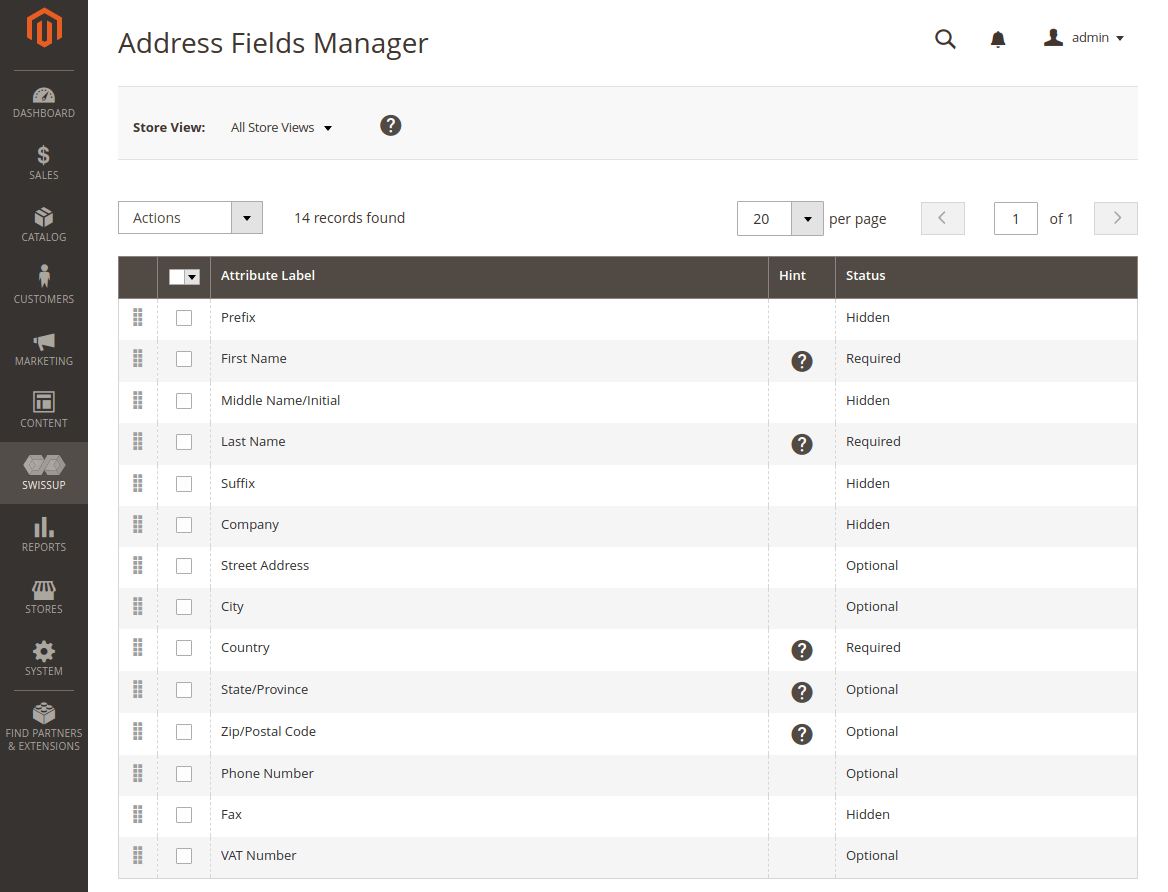 Address Fields Manager
admin
DASHBOARD
SALES
CATALOG
CUSTOMERS
MARKETING
CONTENT
SWISSUP
REPORTS
STORES
SYSTEM
FIND PARTNERS
& EXTENSIONS
Store View: All Store Views ?
Actions 14 records found 20 per page 1 of 1
Attribute Label Hint Status
Prefix Hidden
First Name ? Required
Middle Name/Initial Hidden
Last Name ? Required
Suffix Hidden
Company Hidden
Street Address Optional
City Optional
Country ? Required
State/Province ? Optional
Zip/Postal Code ? Optional
Phone Number Optional
Fax Hidden
VAT Number Optional